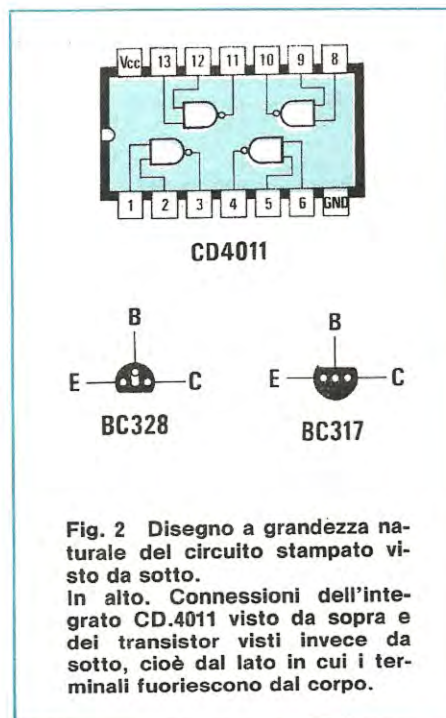 Vcc 13 12 11 10 9 8
1 2 3 4 5 6 GND
CD4011
B B
E C E C
BC328 BC317
Fig. 2 Disegno a grandezza na-
turale del circuito stampato vi-
sto da sotto.
In alto. Connessioni dell'inte-
grato CD.4011 visto da sopra e
dei transistor visti invece da
sotto, cioè dal lato in cui i ter-
minali fuoriescono dal corpo.